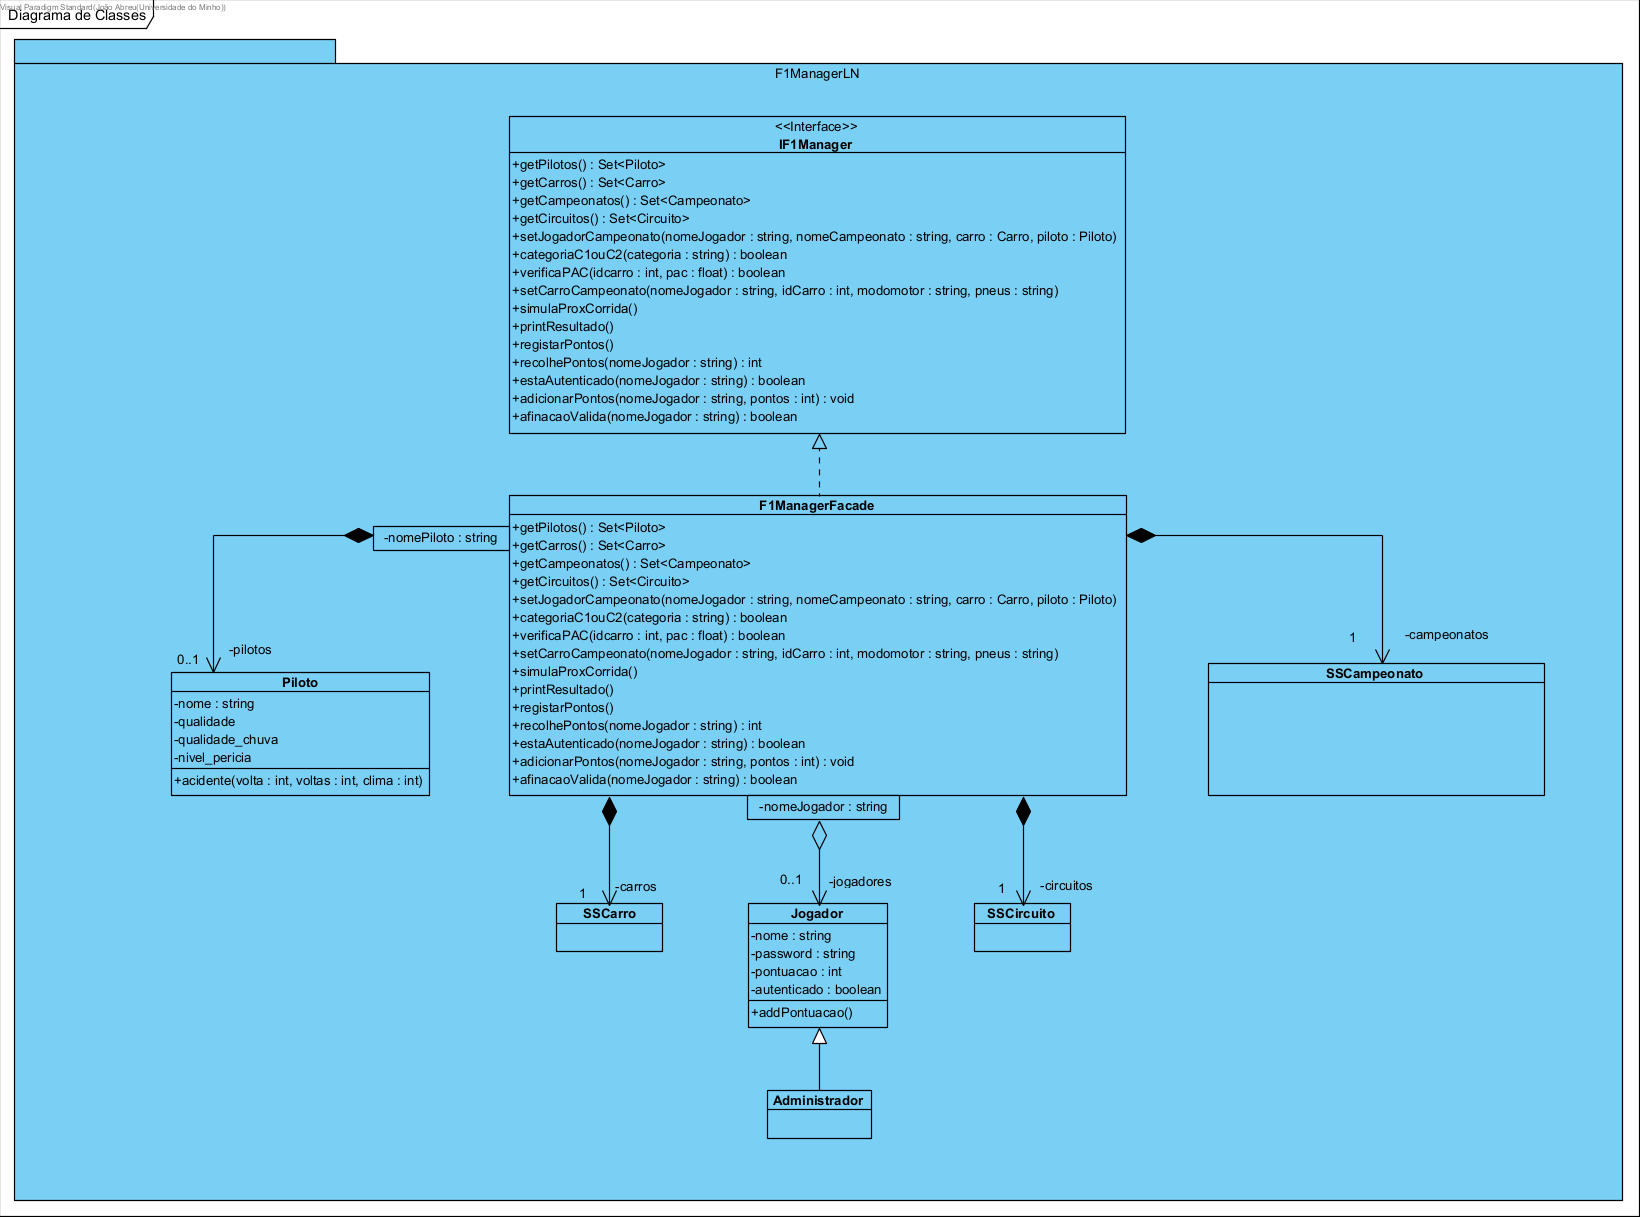 Visual Paradigm Standard(João Abreu(Universidade do Minho))
Diagrama de Classes
F1ManagerLN
<<Interface>>
IF1Manager
+getPilotos() : Set<Piloto>
+getCarros() : Set<Carro>
+getCampeonatos() : Set<Campeonato>
+getCircuitos() : Set<Circuito>
+setJogadorCampeonato(nomeJogador : string, nomeCampeonato : string, carro : Carro, piloto : Piloto)
+categoriaC1ouC2(categoria : string) : boolean
+verificaPAC(idcarro : int, pac : float) : boolean
+setCarroCampeonato(nomeJogador : string, idCarro : int, modomotor : string, pneus : string)
+simulaProxCorrida()
+printResultado()
+registarPontos()
+recolhePontos(nomeJogador : string) : int
+estaAutenticado(nomeJogador : string) : boolean
+adicionarPontos(nomeJogador : string, pontos : int) : void
+afinacaoValida(nomeJogador : string) : boolean
F1ManagerFacade
+getPilotos() : Set<Piloto>
+getCarros() : Set<Carro>
+getCampeonatos() : Set<Campeonato>
+getCircuitos() : Set<Circuito>
+setJogadorCampeonato(nomeJogador : string, nomeCampeonato : string, carro : Carro, piloto : Piloto)
+categoriaC1ouC2(categoria : string) : boolean
+verificaPAC(idcarro : int, pac : float) : boolean
+setCarroCampeonato(nomeJogador : string, idCarro : int, modomotor : string, pneus : string)
+simulaProxCorrida()
+printResultado()
+registarPontos()
+recolhePontos(nomeJogador : string) : int
+estaAutenticado(nomeJogador : string) : boolean
+adicionarPontos(nomeJogador : string, pontos : int) : void
+afinacaoValida(nomeJogador : string) : boolean
-nomePiloto : string
0..1
-pilotos
Piloto
-nome : string
-qualidade
-qualidade_chuva
-nivel_pericia
+acidente(volta : int, voltas : int, clima : int)
1
-campeonatos
SSCampeonato
-nomeJogador : string
1
-carros
SSCarro
0..1
-jogadores
Jogador
-nome : string
-password : string
-pontuacao : int
-autenticado : boolean
+addPontuacao()
1
-circuitos
SSCircuito
Administrador